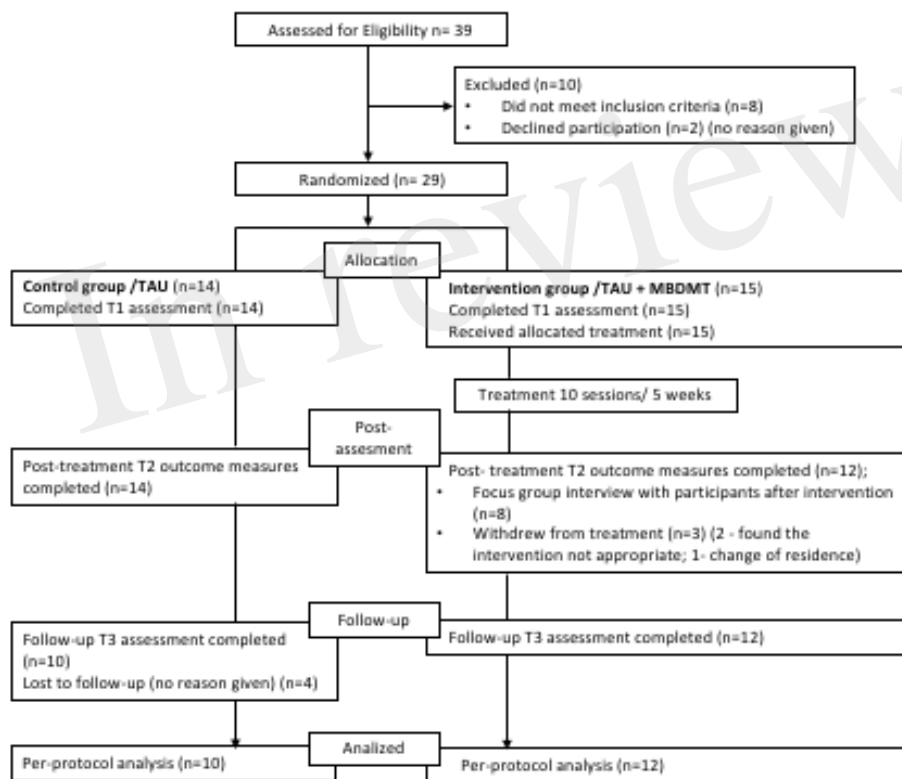 Assessed for Eligibility n= 39
Excluded (n=10)
• Did not meet inclusion criteria (n=8)
• Declined participation (n=2) (no reason given)
Randomized (n= 29)
Allocation
Control group /TAU (n=14)
Completed T1 assessment (n=14)
Intervention group /TAU + MBDMT (n=15)
Completed T1 assessment (n=15)
Received allocated treatment (n=15)
Treatment 10 sessions/ 5 weeks
Post-
assesment
Post-treatment T2 outcome measures
completed (n=14)
Post- treatment T2 outcome measures completed (n=12);
• Focus group interview with participants after intervention
(n=8)
• Withdrew from treatment (n=3) (2 - found the
intervention not appropriate; 1- change of residence)
Follow-up
Follow-up T3 assessment completed
(n=10)
Lost to follow-up (no reason given) (n=4)
Follow-up T3 assessment completed (n=12)
Analized
Per-protocol analysis (n=10)
Per-protocol analysis (n=12)
In review